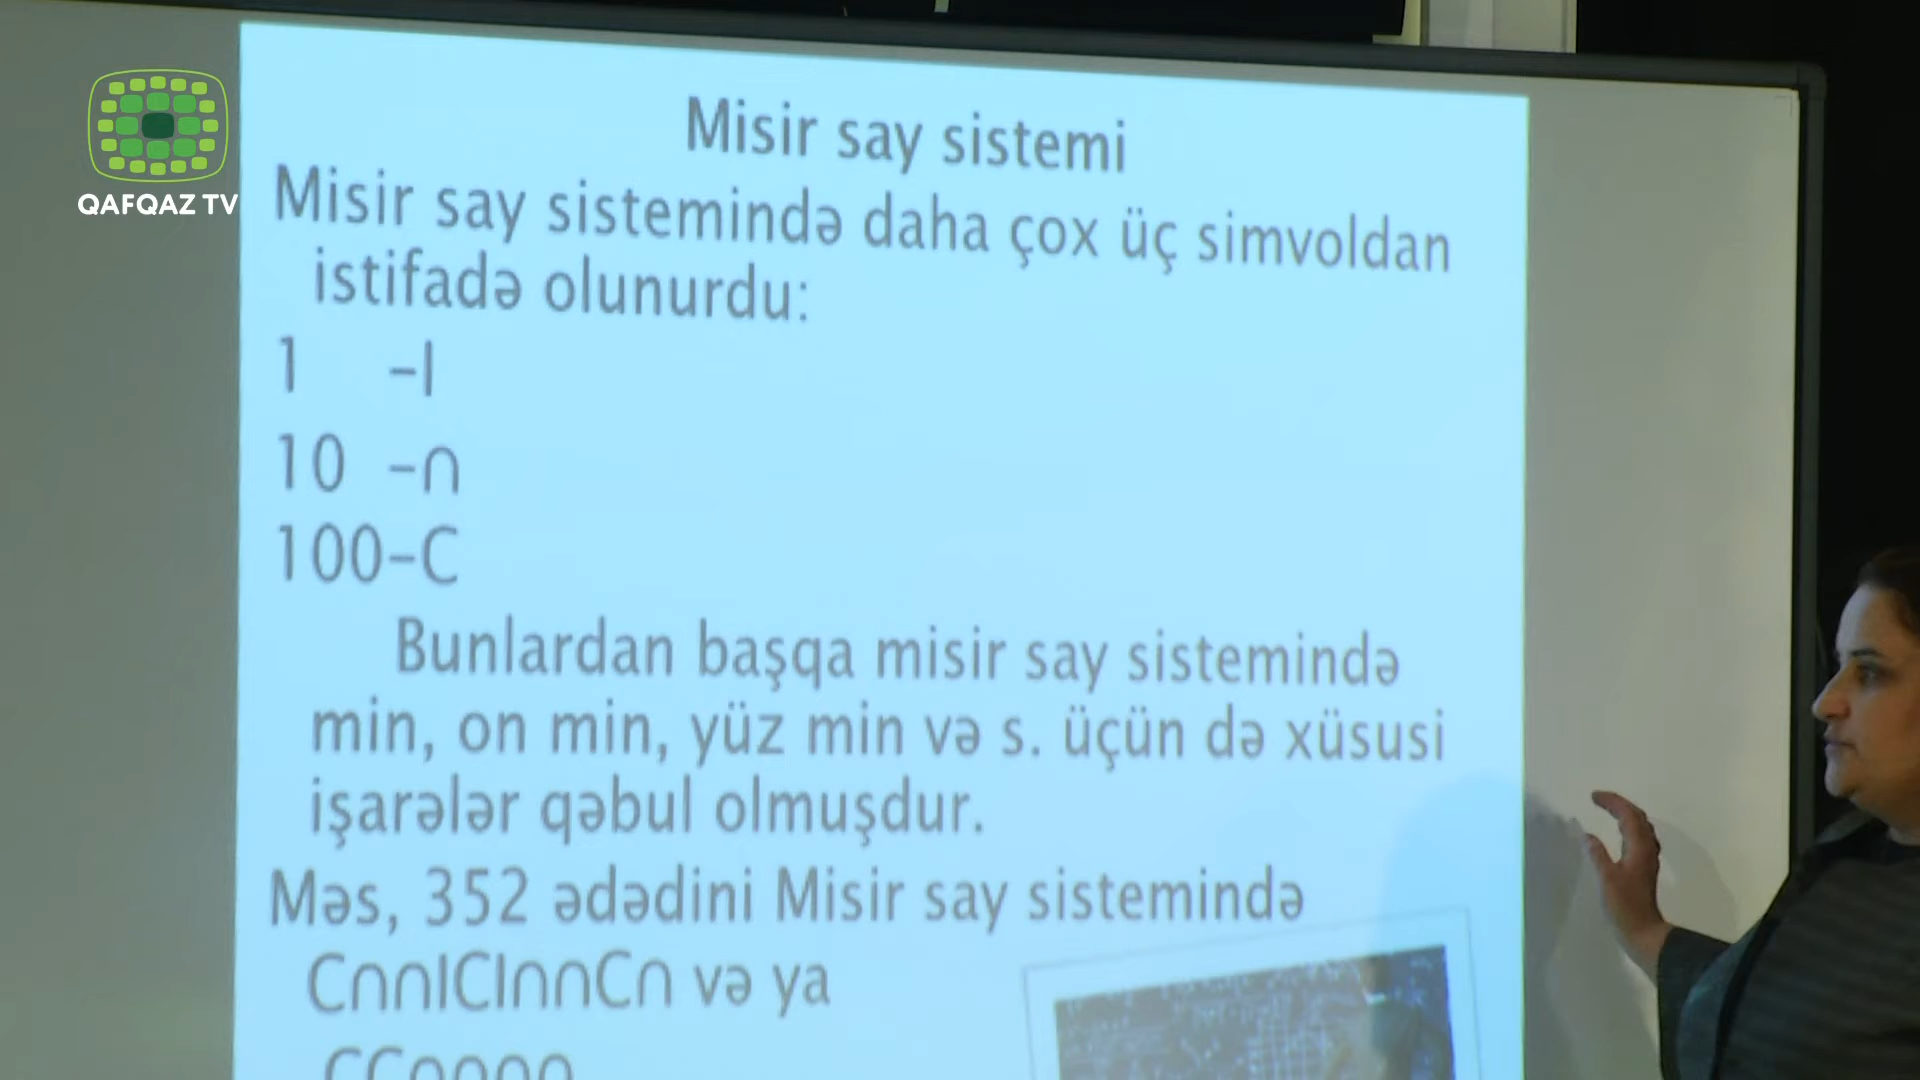 QAFQAZ TV
Misir say sistemi
Misir say sistemində daha çox üç simvoldan
istifadə olunurdu:
1 –I
10 –∩
100–C
Bunlardan başqa misir say sistemində
min, on min, yüz min və s. üçün də xüsusi
işarələr qəbul olmuşdur.
Məs, 352 ədədini Misir say sistemində
C∩∩ICI∩∩C∩ və ya